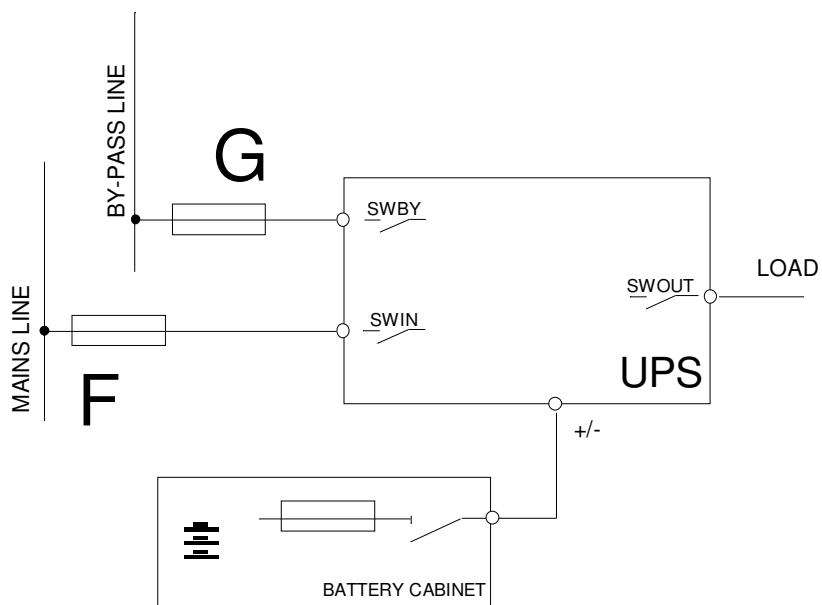 BY-PASS LINE
G
SWBY
LOAD
SWOUT
MAINS LINE
SWIN
UPS
F
+/-
BATTERY CABINET